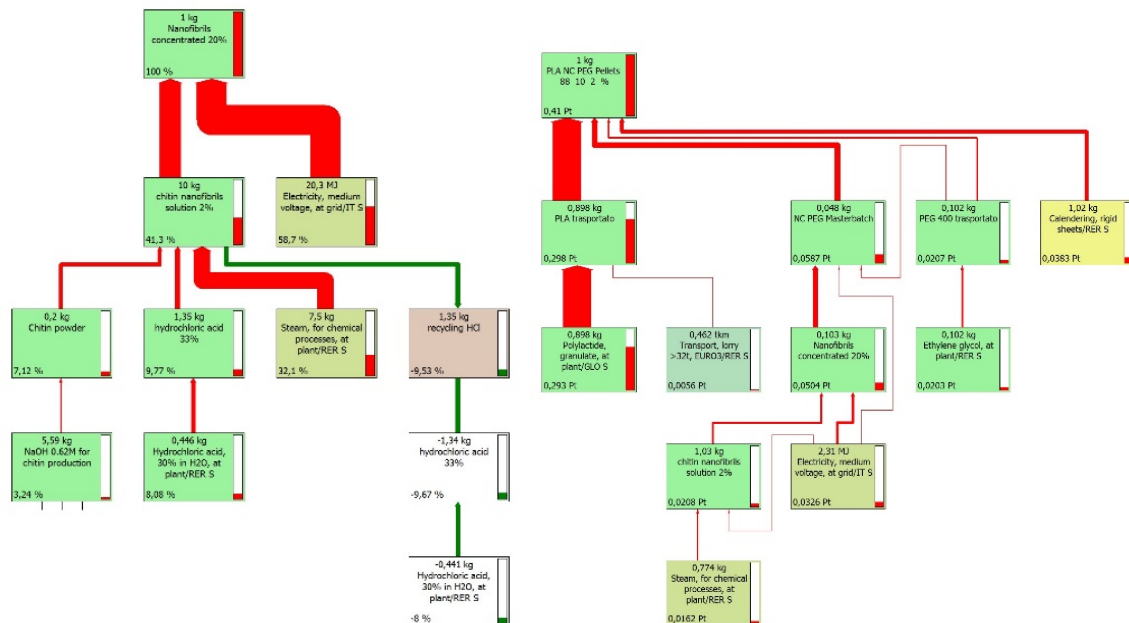 1 kg
Nanofibrils
concentrated 20%
100 %
10 kg
chitin nanofibrils
solution 2%
41,3 %
20,3 MJ
Electricity, medium
voltage, at grid/IT S
58,7 %
0,2 kg
Chitin powder
7,12 %
1,35 kg
hydrochloric acid
33%
9,77 %
7,5 kg
Steam, for chemical
processes, at
plant/RER S
32,1 %
1,35 kg
recycling HCl
-9,53 %
5,59 kg
NaOH 0.62M for
chitin production
3,24 %
0,446 kg
Hydrochloric acid,
30% in H2O, at
plant/RER S
8,08 %
-1,34 kg
hydrochloric acid
33%
-9,67 %
-0,441 kg
Hydrochloric acid,
30% in H2O, at
plant/RER S
-8 %
1 kg
PLA NC PEG Pellets
88 10 2 %
0,41 Pt
0,898 kg
PLA trasportato
0,298 Pt
0,048 kg
NC PEG Masterbatch
0,0587 Pt
0,102 kg
PEG 400 trasportato
0,0207 Pt
1,02 kg
Calendering, rigid
sheets/RER S
0,0383 Pt
0,898 kg
Polylactide,
granulate, at
plant/GLO S
0,293 Pt
0,462 tkm
Transport, lorry
>32t, EURO3/RER S
0,0056 Pt
0,103 kg
Nanofibrils
concentrated 20%
0,0504 Pt
0,102 kg
Ethylene glycol, at
plant/RER S
0,0203 Pt
1,03 kg
chitin nanofibrils
solution 2%
0,0208 Pt
2,31 MJ
Electricity, medium
voltage, at grid/IT S
0,0326 Pt
0,774 kg
Steam, for chemical
processes, at
plant/RER S
0,0162 Pt